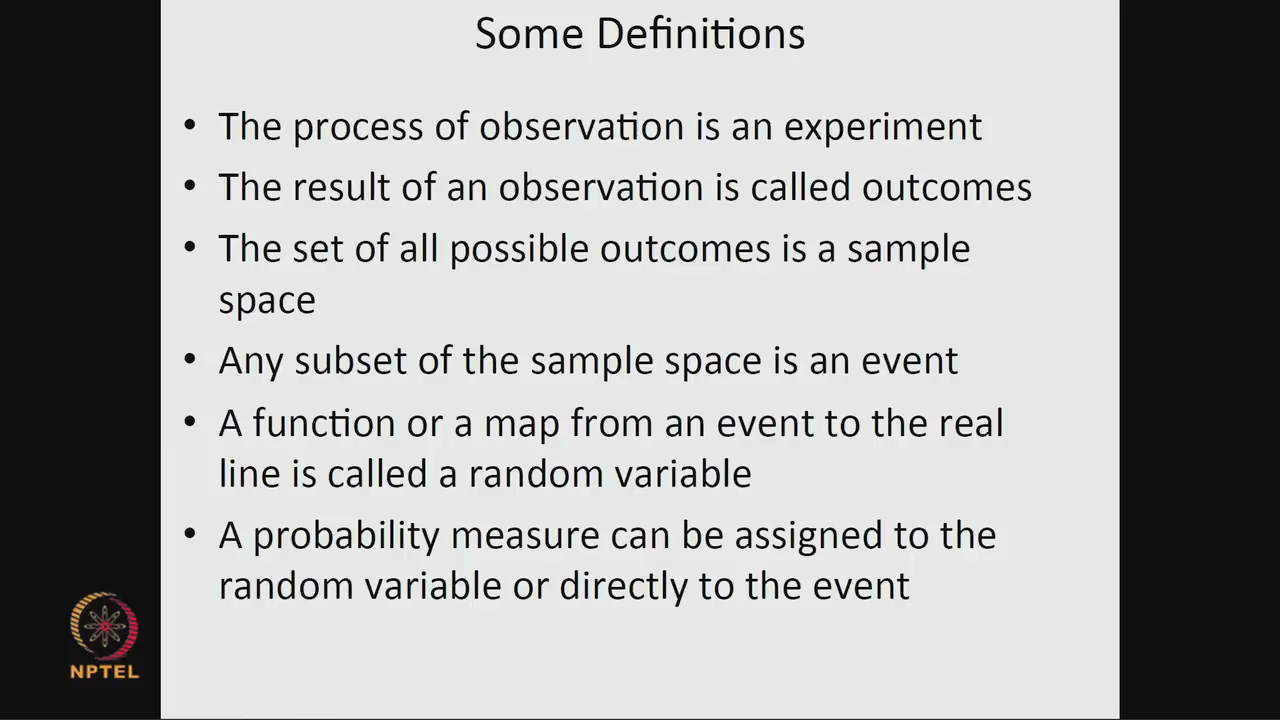 Some Definitions
• The process of observation is an experiment
• The result of an observation is called outcomes
• The set of all possible outcomes is a sample
space
• Any subset of the sample space is an event
• A function or a map from an event to the real
line is called a random variable
• A probability measure can be assigned to the
random variable or directly to the event
NPTEL